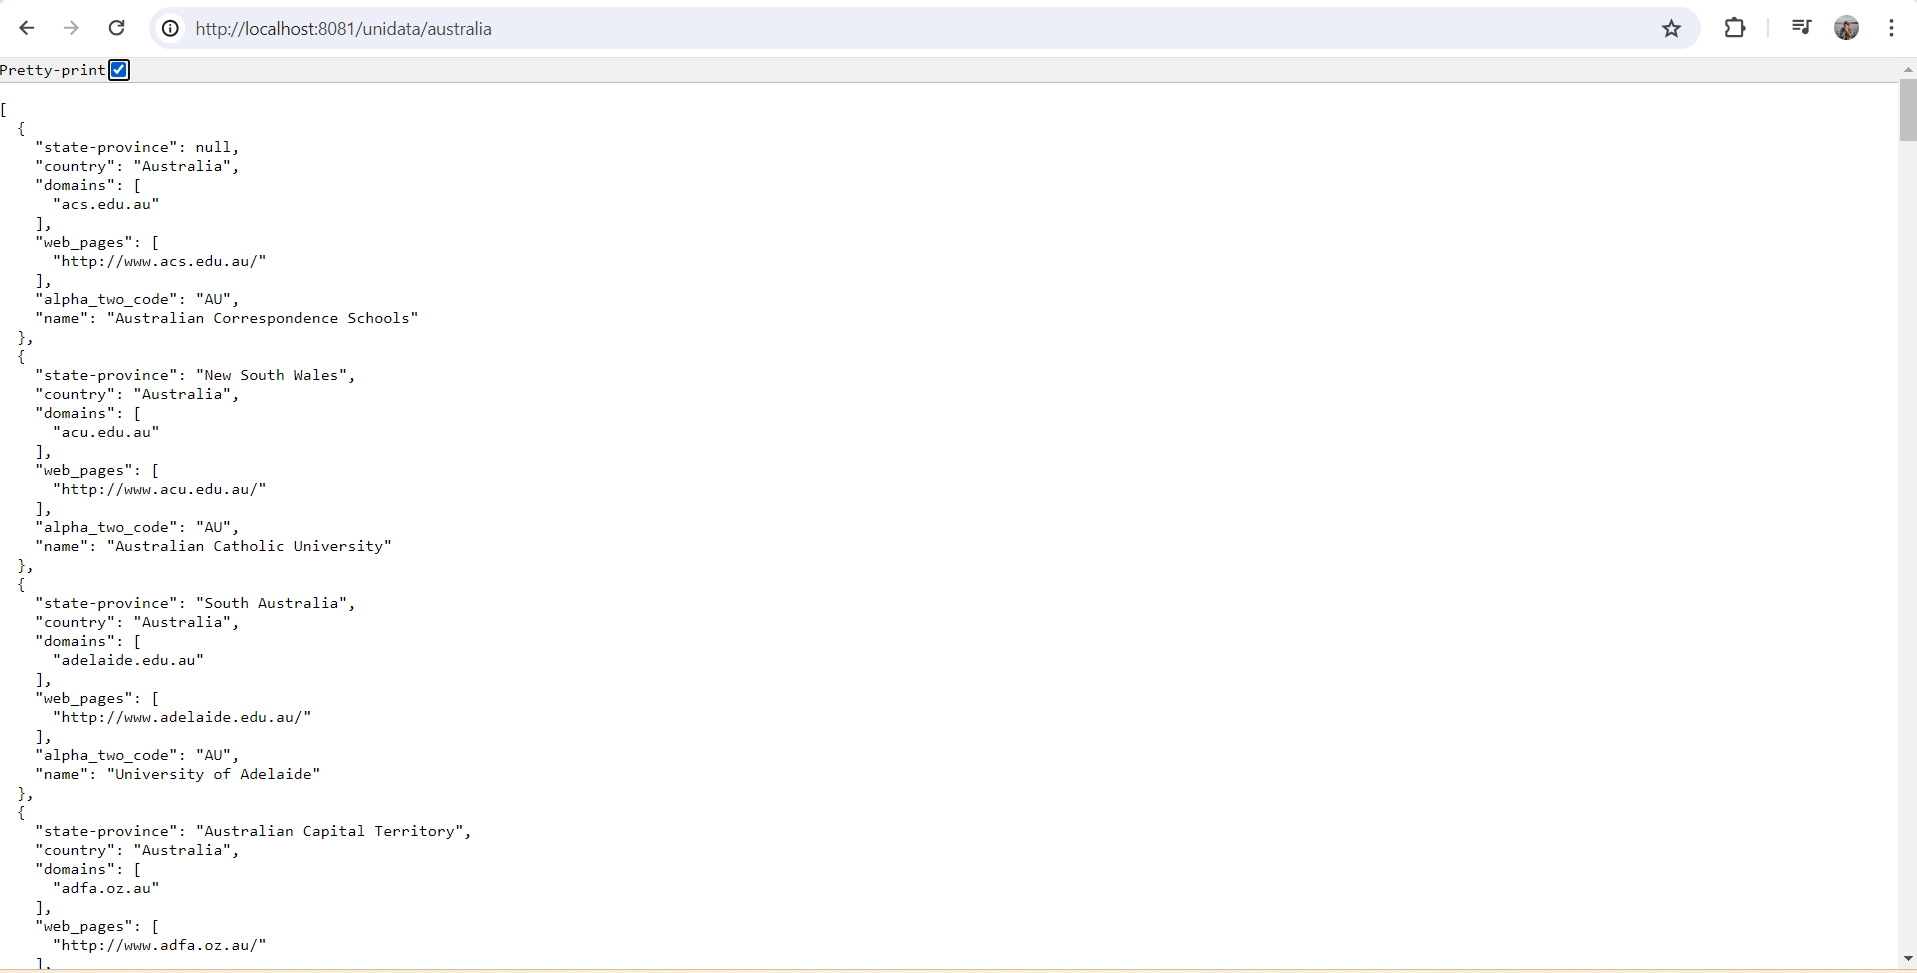 http://localhost:8081/unidata/australia
Pretty-print
[
  {
    "state-province": null,
    "country": "Australia",
    "domains": [
      "acs.edu.au"
    ],
    "web_pages": [
      "http://www.acs.edu.au/"
    ],
    "alpha_two_code": "AU",
    "name": "Australian Correspondence Schools"
  },
  {
    "state-province": "New South Wales",
    "country": "Australia",
    "domains": [
      "acu.edu.au"
    ],
    "web_pages": [
      "http://www.acu.edu.au/"
    ],
    "alpha_two_code": "AU",
    "name": "Australian Catholic University"
  },
  {
    "state-province": "South Australia",
    "country": "Australia",
    "domains": [
      "adelaide.edu.au"
    ],
    "web_pages": [
      "http://www.adelaide.edu.au/"
    ],
    "alpha_two_code": "AU",
    "name": "University of Adelaide"
  },
  {
    "state-province": "Australian Capital Territory",
    "country": "Australia",
    "domains": [
      "adfa.oz.au"
    ],
    "web_pages": [
      "http://www.adfa.oz.au/"
    ],